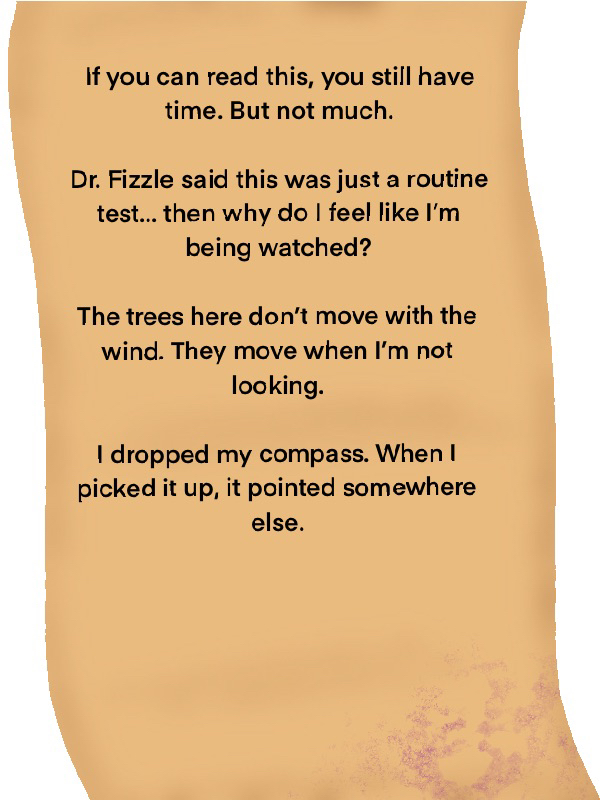 If you can read this, you still have
time. But not much.
Dr. Fizzle said this was just a routine
test... then why do I feel like I'm
being watched?
The trees here don't move with the
wind. They move when I'm not
looking.
I dropped my compass. When I
picked it up, it pointed somewhere
else.